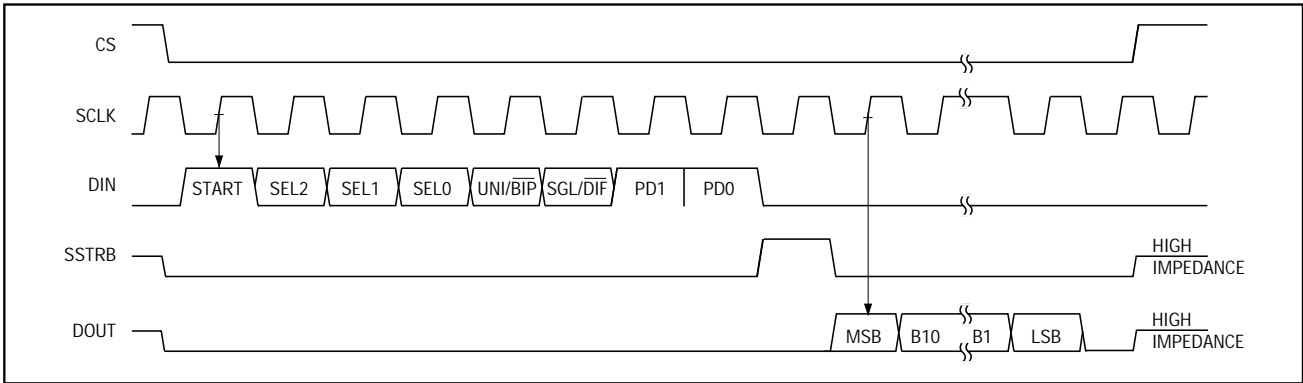 CS
SCLK
DIN
START SEL2 SEL1 SEL0 UNI/BIP SGL/DIF PD1 PD0
SSTRB
HIGH
IMPEDANCE
DOUT
MSB B10 B1 LSB
HIGH
IMPEDANCE